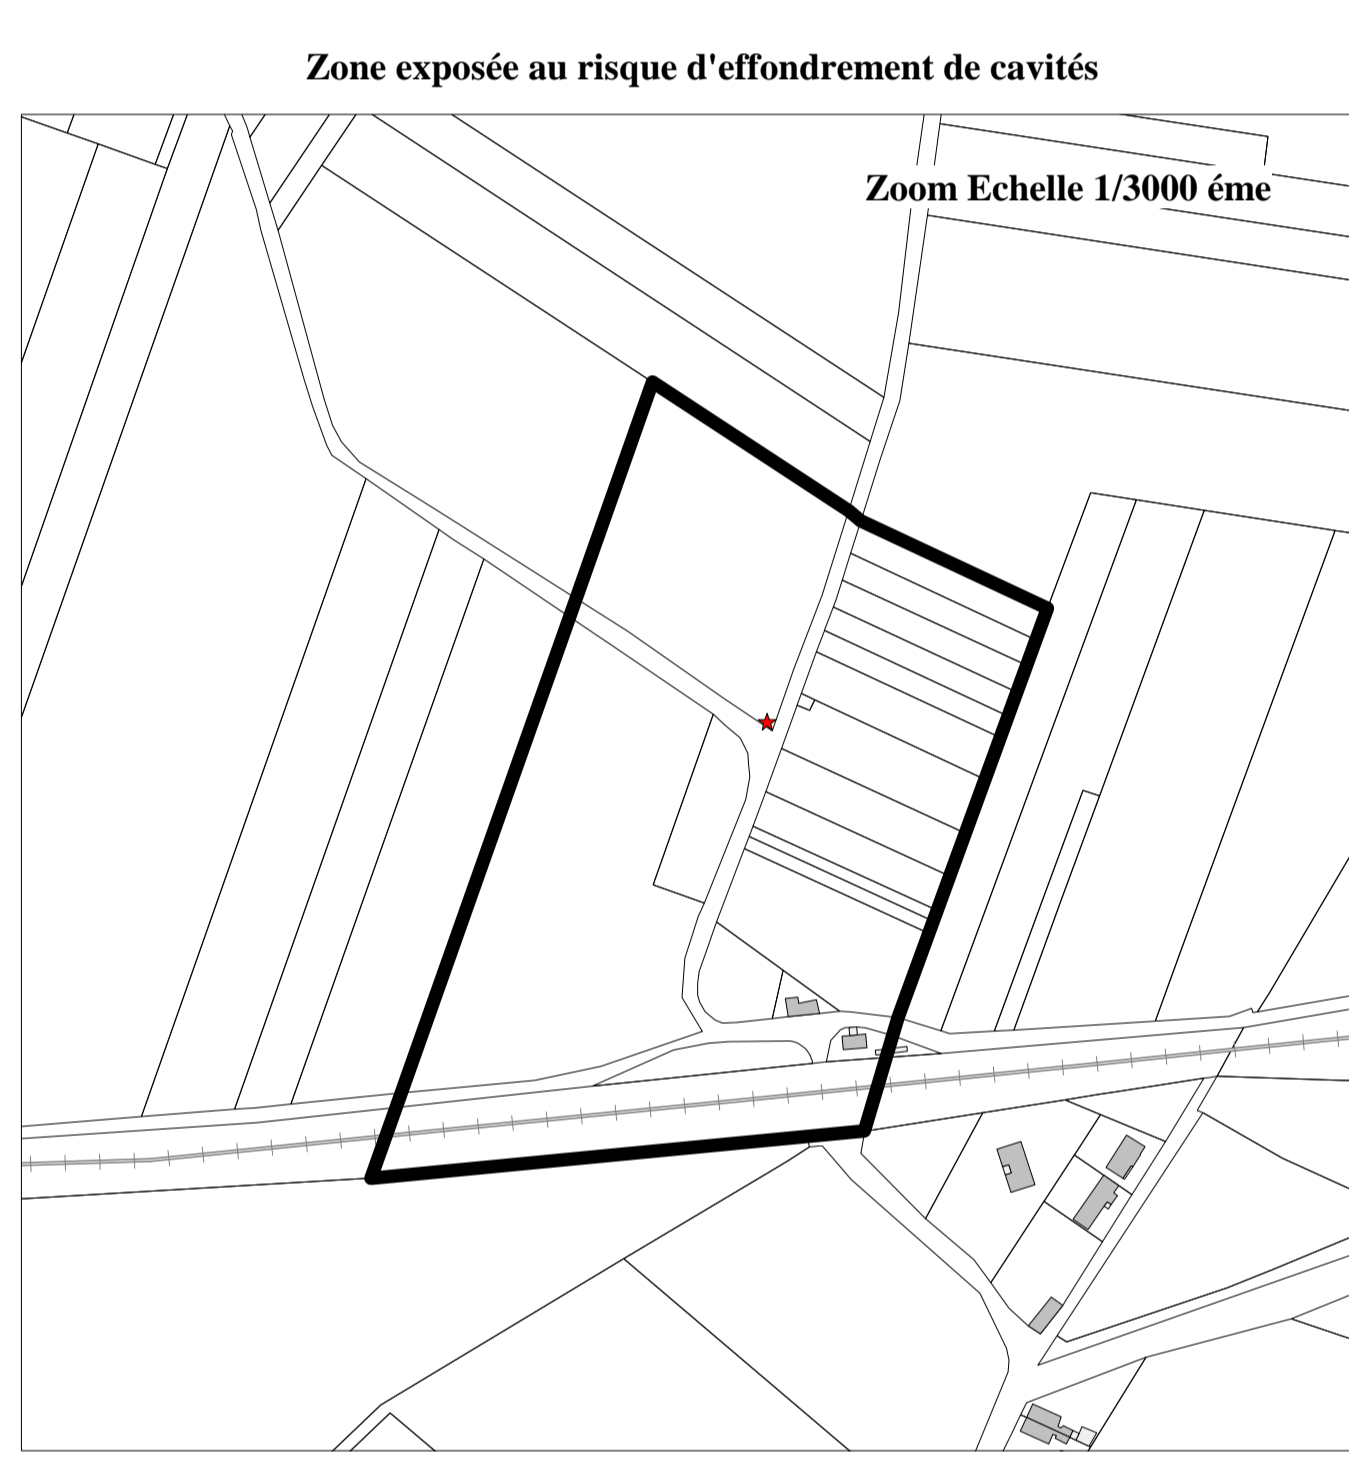 Zone exposée au risque d'effondrement de cavités
Zoom Echelle 1/3000 éme